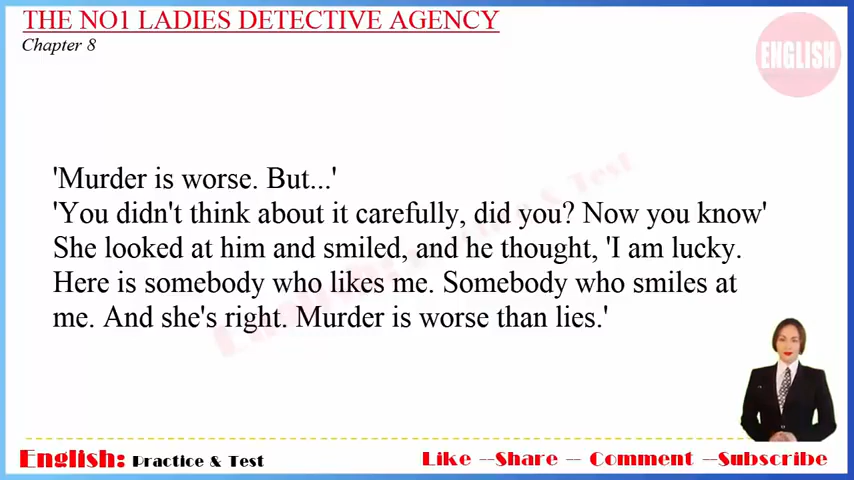 THE NO1 LADIES DETECTIVE AGENCY
Chapter 8
ENGLISH
'Murder is worse. But...'
'You didn't think about it carefully, did you? Now you know'
She looked at him and smiled, and he thought, 'I am lucky.
Here is somebody who likes me. Somebody who smiles at
me. And she's right. Murder is worse than lies.'
English: Practice & Test
English: Practice & Test
Like --Share -- Comment --Subscribe